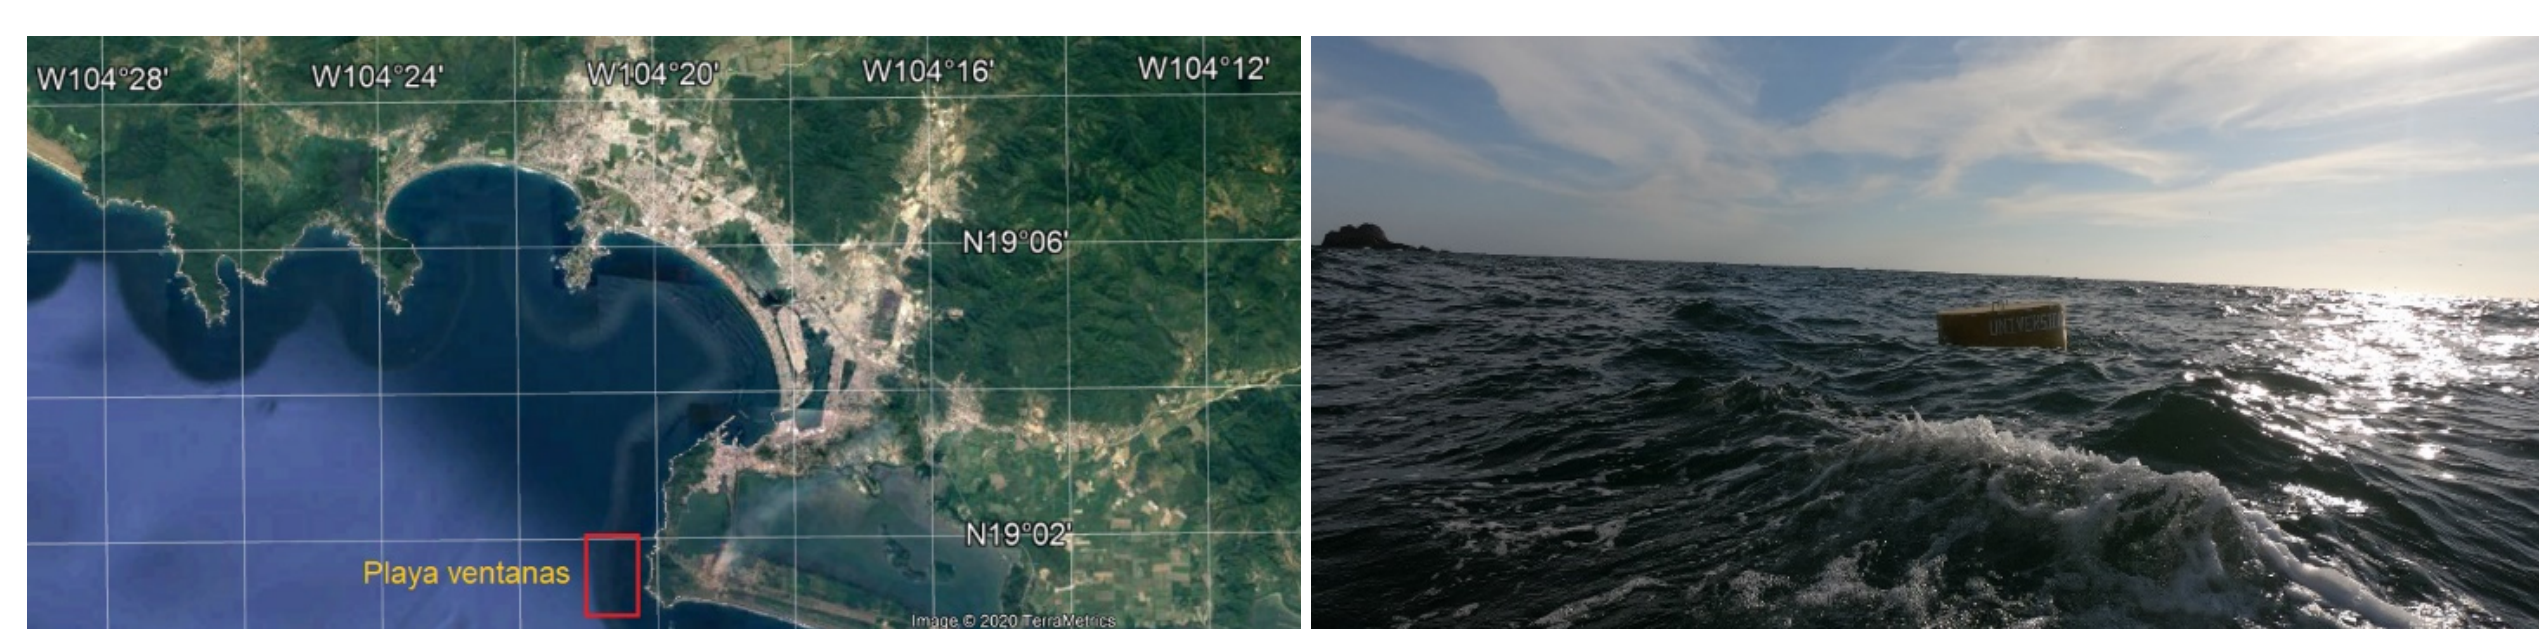 W104°28'
W104°24'
W104°20'
W104°16'
W104°12'
N19°06'
N19°02'
Playa ventanas
Image © 2020 TerraMetrics